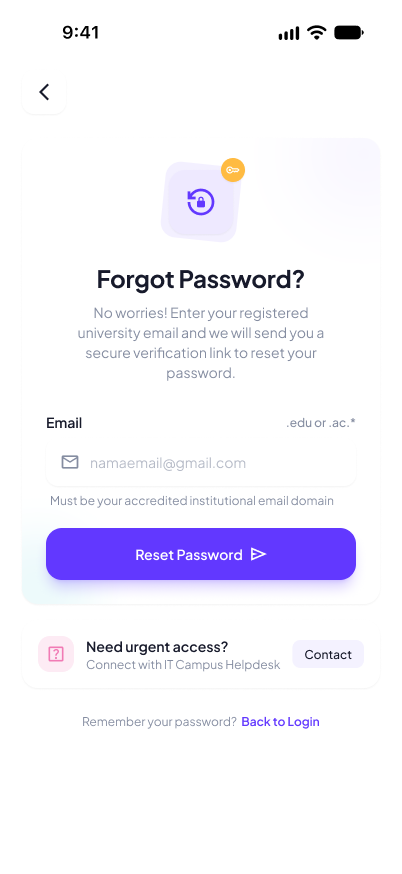 9:41
Forgot Password?
No worries! Enter your registered
university email and we will send you a
secure verification link to reset your
password.
Email
.edu or .ac.*
namaemail@gmail.com
Must be your accredited institutional email domain
Reset Password
Need urgent access?
Connect with IT Campus Helpdesk
Contact
Remember your password? Back to Login